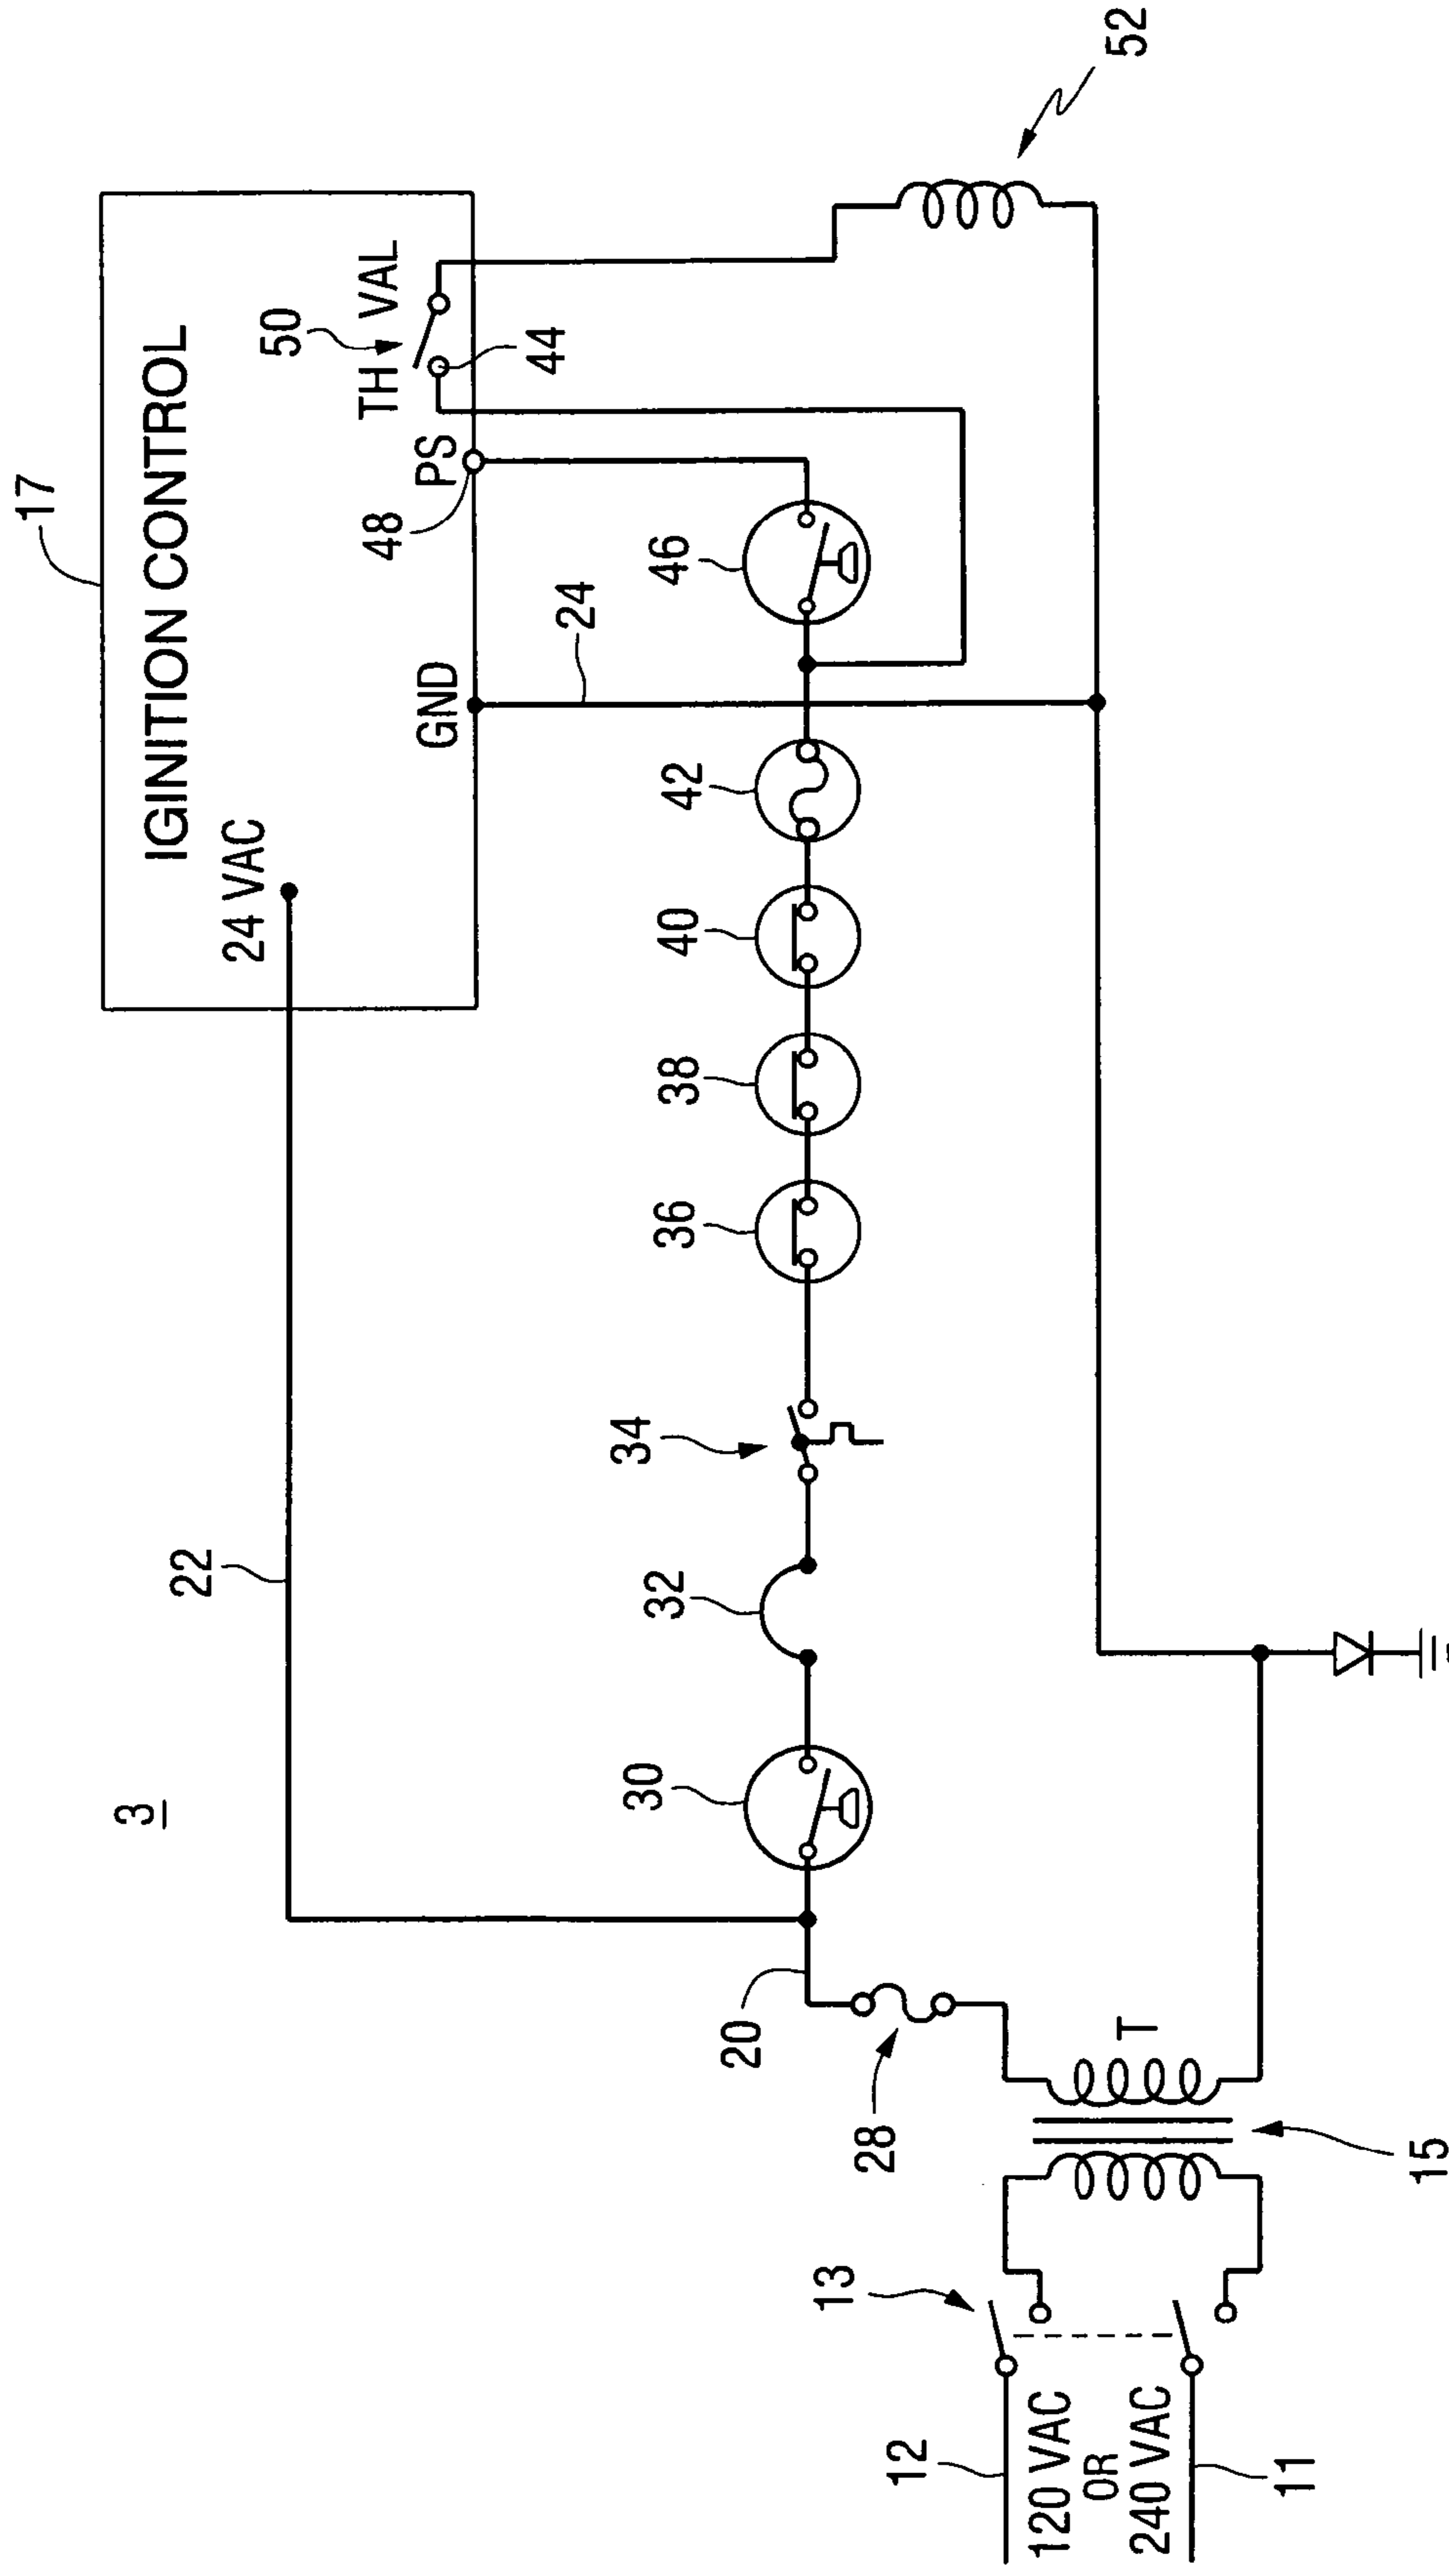 17
IGINITION CONTROL
24 VAC
GND
PS
TH
VAL
50
44
48
3
22
24
30
32
34
36
38
40
42
46
20
28
T
15
13
12
120 VAC
OR
240 VAC
11
52